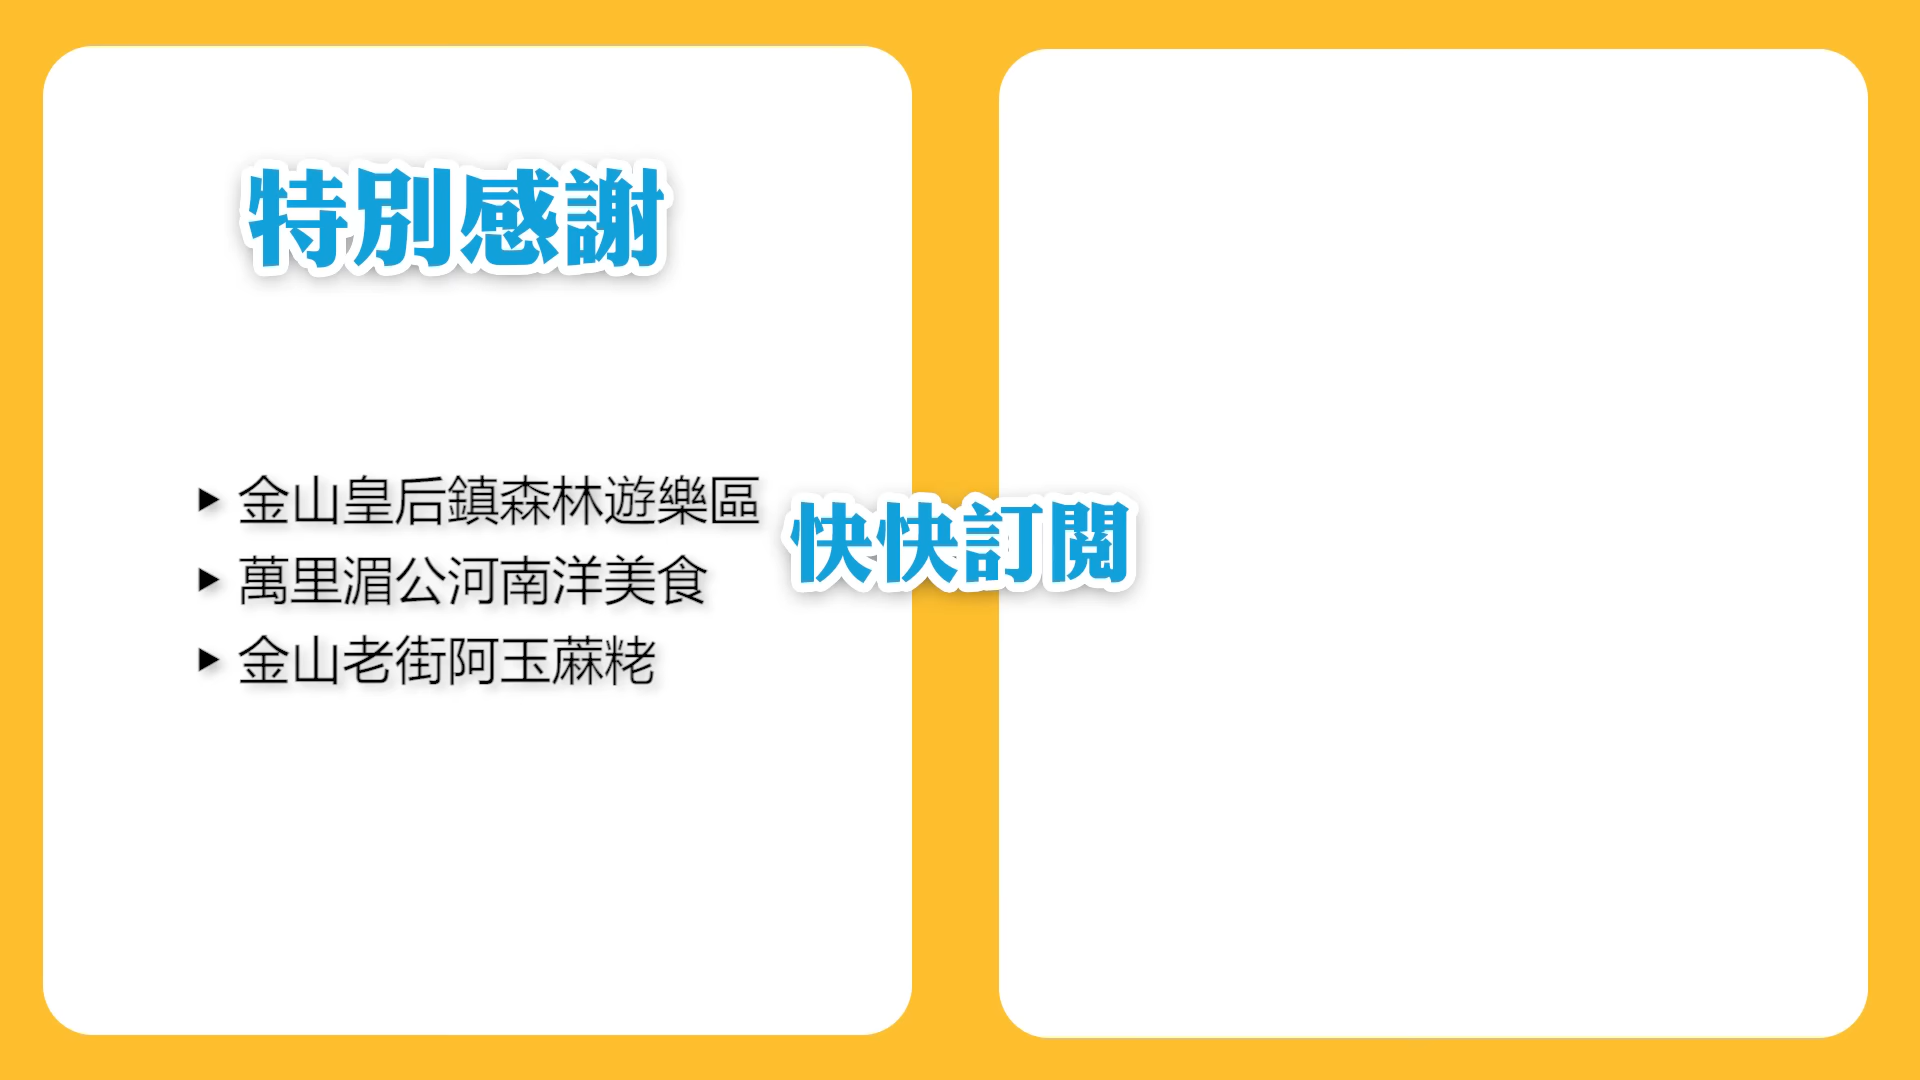 特別感謝
▶ 金山皇后鎮森林遊樂區
▶ 萬里湄公河南洋美食
▶ 金山老街阿玉蔴粩
快快訂閱